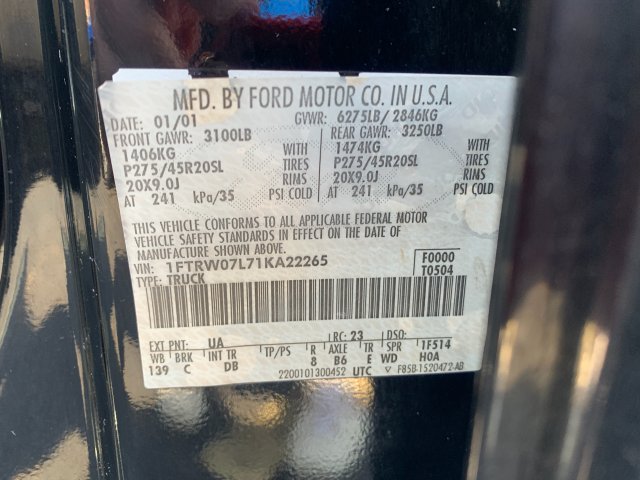 MFD. BY FORD MOTOR CO. IN U.S.A.
DATE: 01/01 GVWR: 6275LB/ 2846KG
FRONT GAWR: 3100LB REAR GAWR: 3250LB
1406KG 1474KG
P275/45R20SL TIRES P275/45R20SL TIRES
20X9.0J RIMS 20X9.0J RIMS
AT 241 kPa/35 PSI COLD AT 241 kPa/35 PSI COLD
THIS VEHICLE CONFORMS TO ALL APPLICABLE FEDERAL MOTOR
VEHICLE SAFETY STANDARDS IN EFFECT ON THE DATE OF
MANUFACTURE SHOWN ABOVE.
VIN: 1FTRW07L71KA22265 F0000
TYPE: TRUCK T0504
EXT PNT: UA RC: 23 DSO:
WB BRK INT TR TP/PS R AXLE TR SPR 1F514
139 C DB 8 B6 E WD H0A
2200101300452 UTC F85B-1520472-AB